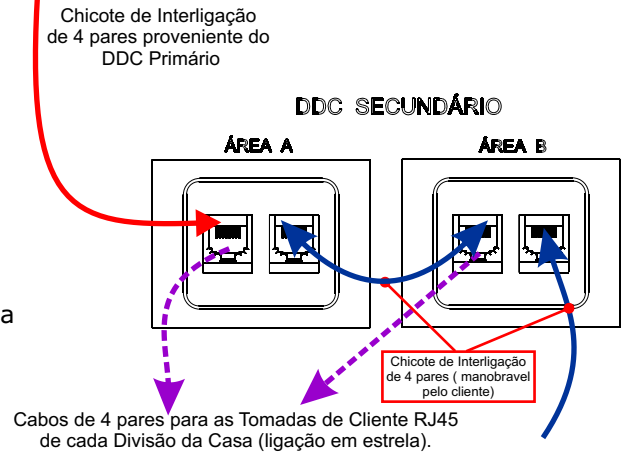 Chicote de Interligação
de 4 pares proveniente do
DDC Primário
DDC SECUNDÁRIO
ÁREA A
ÁREA B
a
Chicote de Interligação
de 4 pares ( manobravel
pelo cliente)
Cabos de 4 pares para as Tomadas de Cliente RJ45
de cada Divisão da Casa (ligação em estrela).